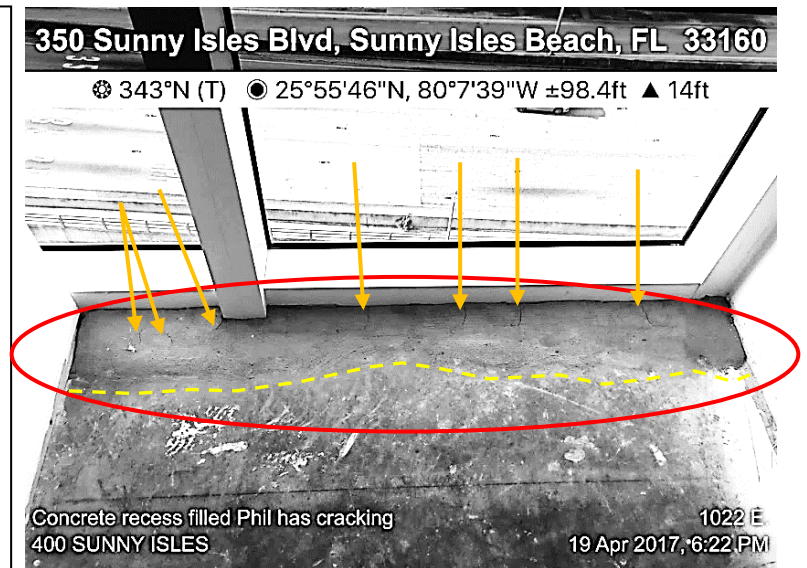 350 Sunny Isles Blvd, Sunny Isles Beach, FL 33160
343°N (T) 25°55'46"N, 80°7'39"W ±98.4ft ▲ 14ft
Concrete recess filled Phil has cracking
400 SUNNY ISLES
1022 E
19 Apr 2017, 6:22 PM